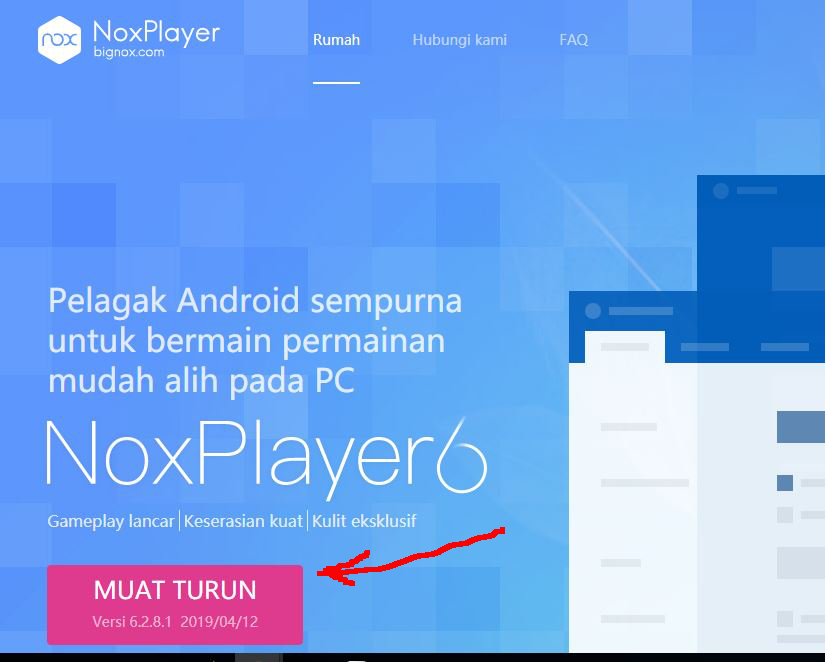 nox NoxPlayer
bignox.com
Rumah Hubungi kami FAQ
Pelagak Android sempurna
untuk bermain permainan
mudah alih pada PC
NoxPlayer6
Gameplay lancar|Keserasian kuat|Kulit eksklusif
MUAT TURUN
Versi 6.2.8.1 2019/04/12